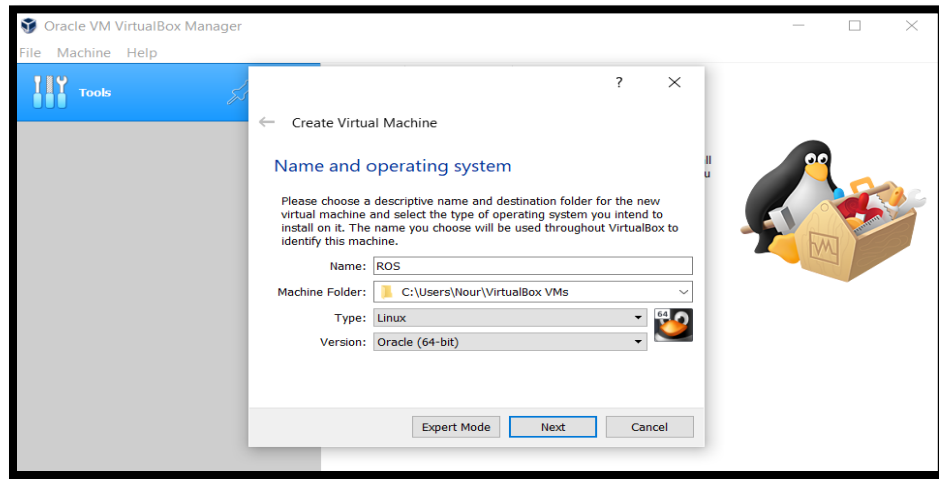 Oracle VM VirtualBox Manager
File Machine Help
Tools
?
Create Virtual Machine
Name and operating system
ll
u
Please choose a descriptive name and destination folder for the new
virtual machine and select the type of operating system you intend to
install on it. The name you choose will be used throughout VirtualBox to
identify this machine.
Name: ROS
Machine Folder: C:\Users\Nour\VirtualBox VMs
Type: Linux
64
Version: Oracle (64-bit)
Expert Mode Next Cancel